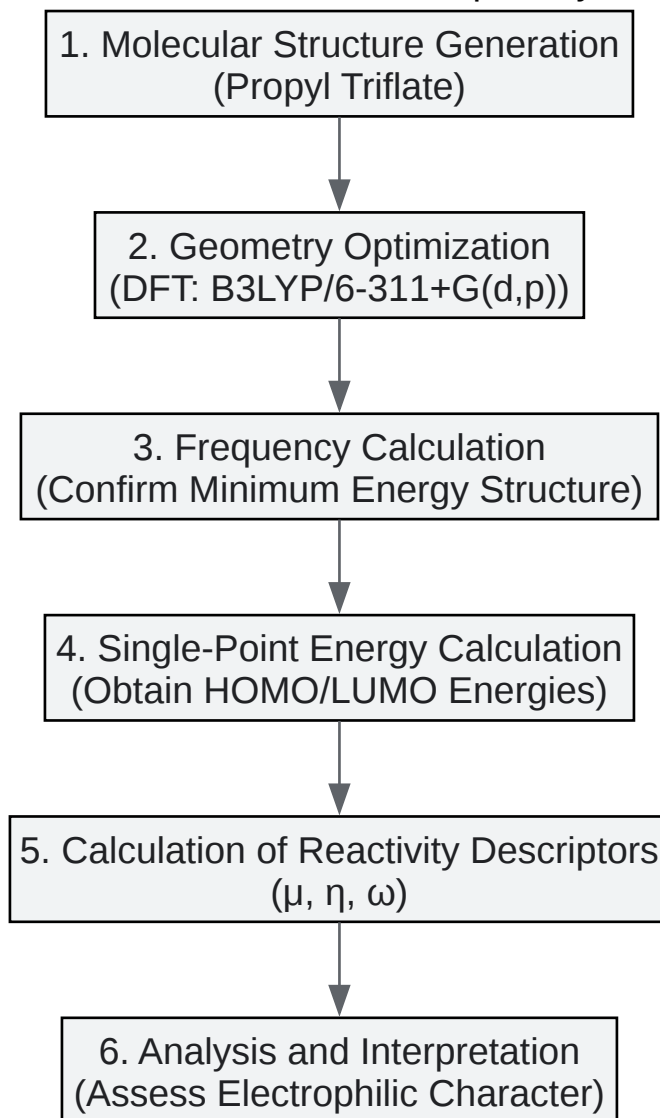 1. Molecular Structure Generation
(Propyl Triflate)
2. Geometry Optimization
(DFT: B3LYP/6-311+G(d,p))
3. Frequency Calculation
(Confirm Minimum Energy Structure)
4. Single-Point Energy Calculation
(Obtain HOMO/LUMO Energies)
5. Calculation of Reactivity Descriptors
(μ, η, ω)
6. Analysis and Interpretation
(Assess Electrophilic Character)